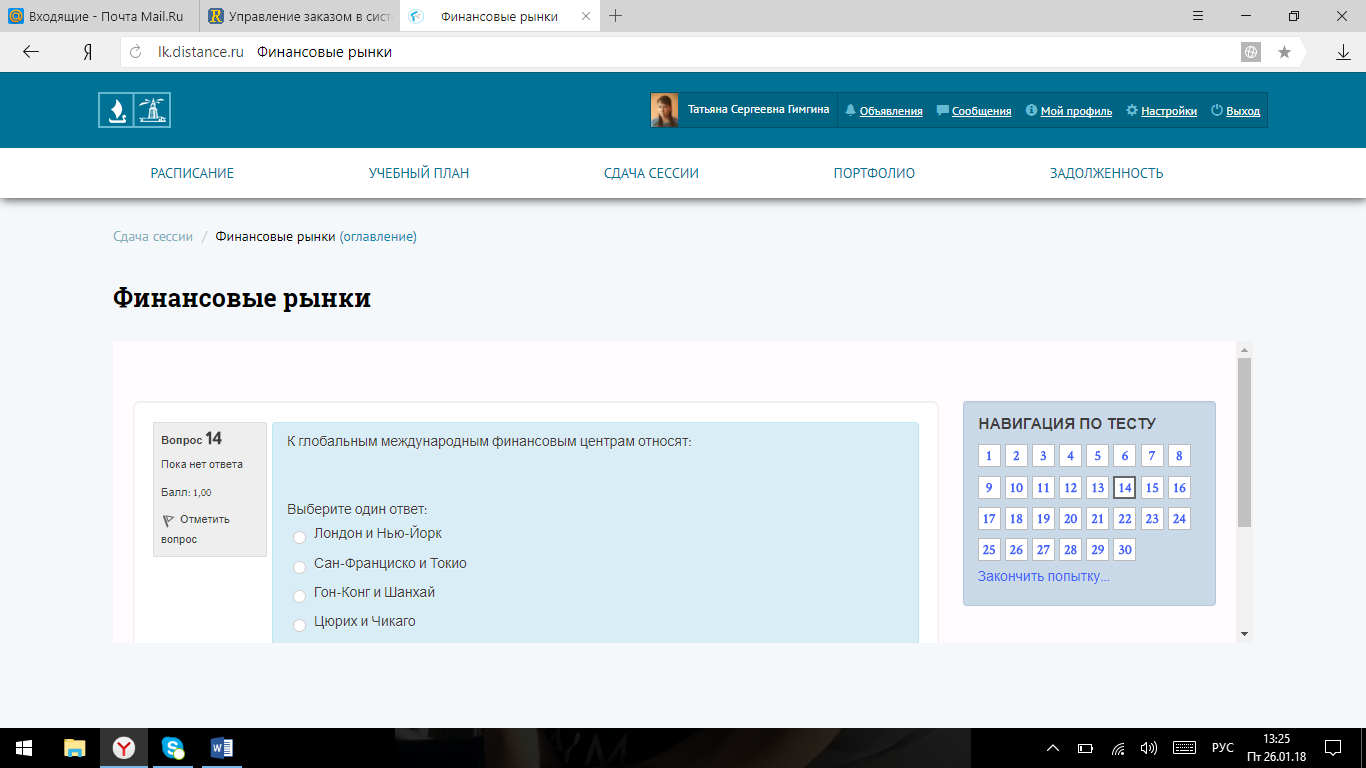 Входящие - Почта Mail.Ru
Управление заказом в сист
Финансовые рынки
lk.distance.ru Финансовые рынки
Татьяна Сергеевна Гимгина Объявления Сообщения Мой профиль Настройки Выход
РАСПИСАНИЕ УЧЕБНЫЙ ПЛАН СДАЧА СЕССИИ ПОРТФОЛИО ЗАДОЛЖЕННОСТЬ
Сдача сессии / Финансовые рынки (оглавление)
Финансовые рынки
Вопрос 14
Пока нет ответа
Балл: 1,00
Отметить
вопрос
К глобальным международным финансовым центрам относят:
Выберите один ответ:
Лондон и Нью-Йорк
Сан-Франциско и Токио
Гон-Конг и Шанхай
Цюрих и Чикаго
НАВИГАЦИЯ ПО ТЕСТУ
1 2 3 4 5 6 7 8
9 10 11 12 13 14 15 16
17 18 19 20 21 22 23 24
25 26 27 28 29 30
Закончить попытку...
РУС
13:25
Пт 26.01.18